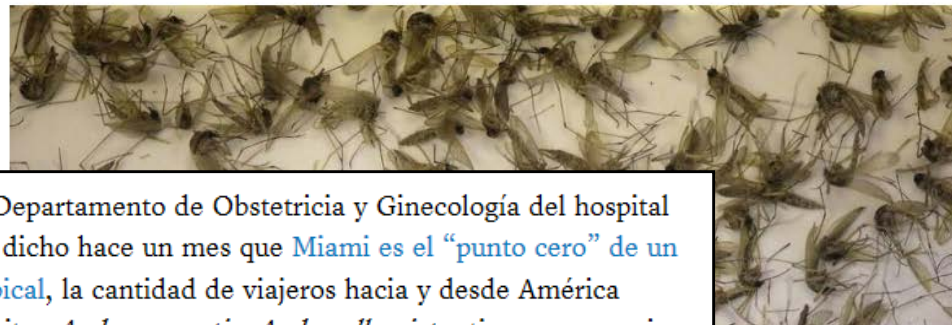 Departamento de Obstetricia y Ginecología del hospital
dicho hace un mes que Miami es el “punto cero” de un
, la cantidad de viajeros hacia y desde América